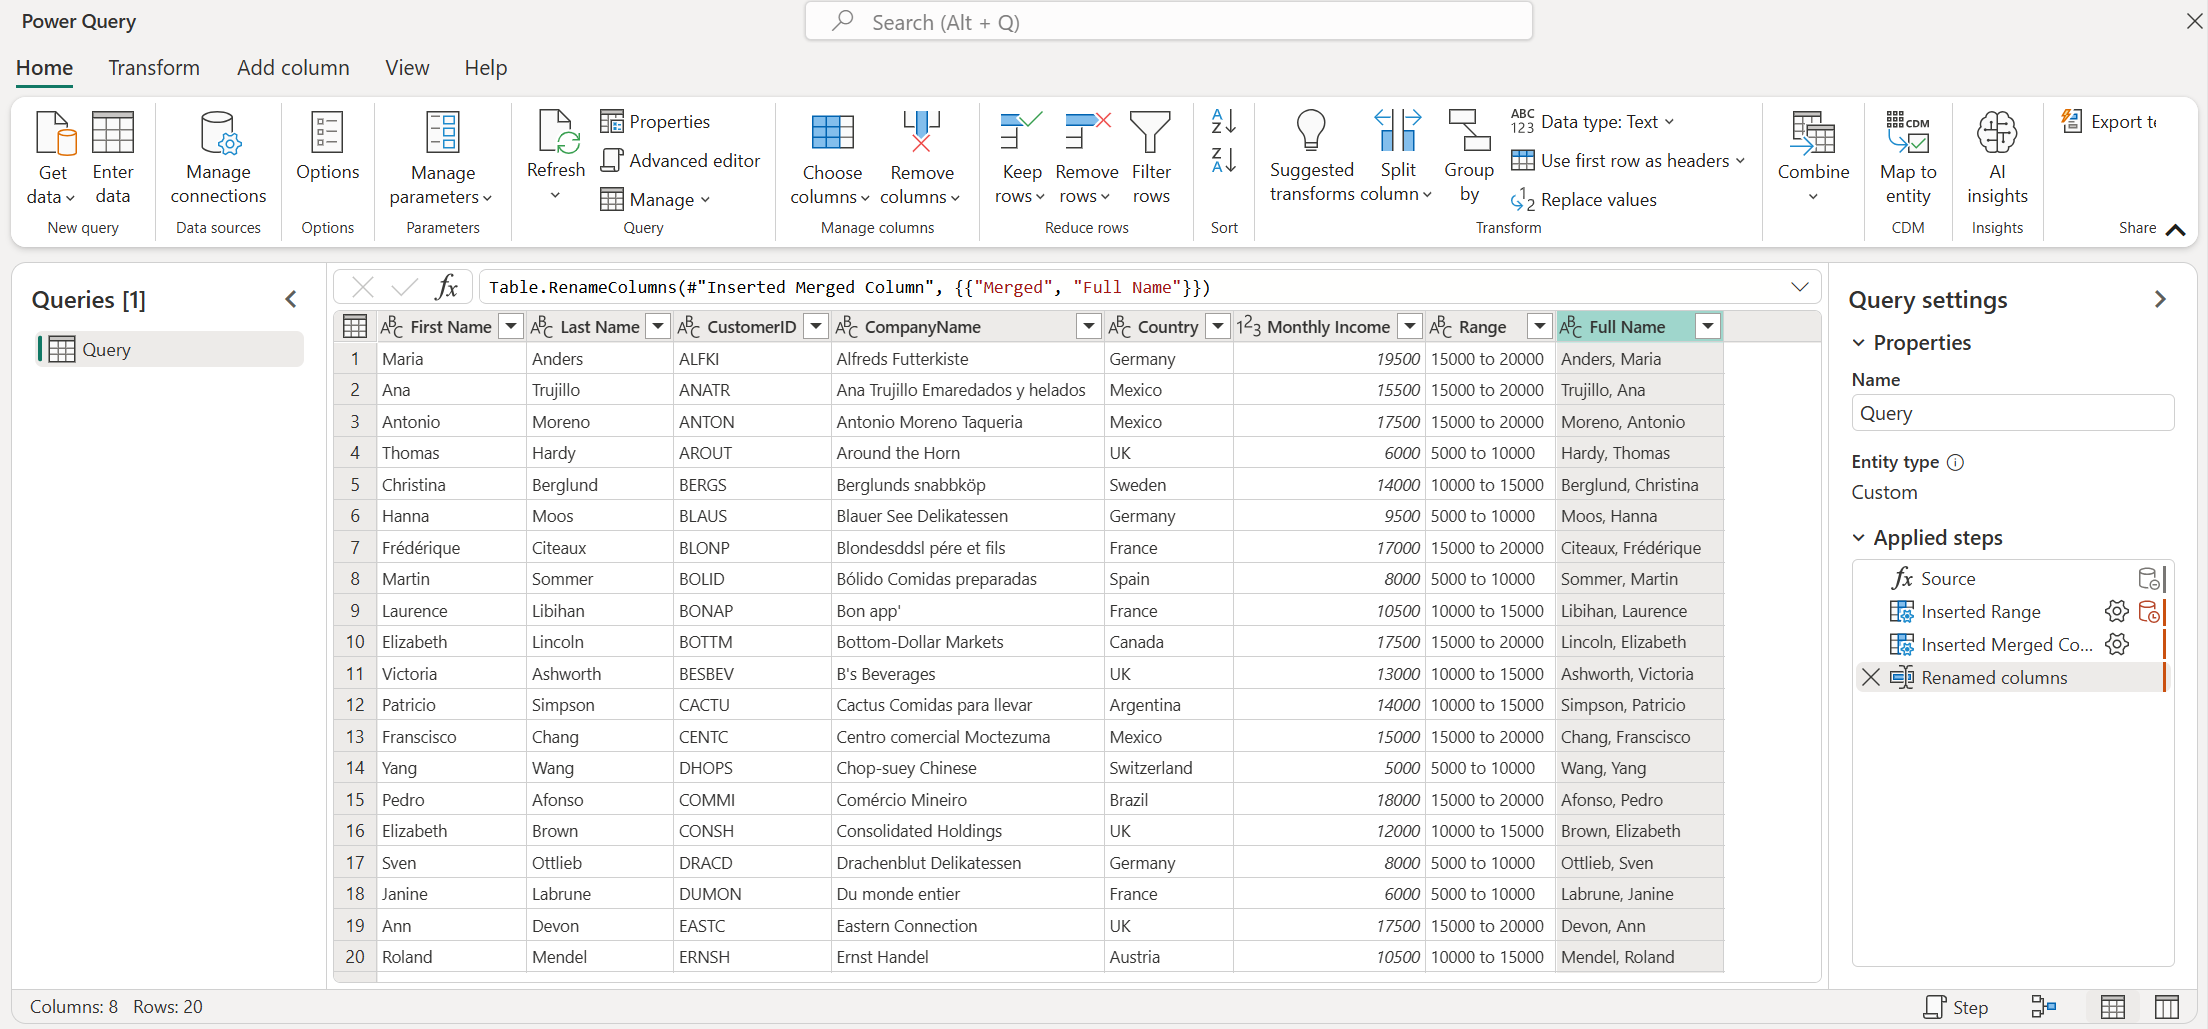 Power Query
Search (Alt + Q)
Home Transform Add column View Help
Get data
Enter data
New query
Manage connections
Data sources
Options
Options
Manage parameters
Parameters
Refresh
Properties
Advanced editor
Manage
Query
Choose columns
Remove columns
Manage columns
Keep rows
Remove rows
Filter rows
Reduce rows
Sort
Suggested transforms
Split column
Group by
Data type: Text
Use first row as headers
Replace values
Transform
Combine
CDM
Map to entity
CDM
AI insights
Insights
Export te
Share
Queries [1]
Query
fx Table.RenameColumns(#"Inserted Merged Column", {{"Merged", "Full Name"}})
First Name Last Name CustomerID CompanyName Country Monthly Income Range Full Name
1 Maria Anders ALFKI Alfreds Futterkiste Germany 19500 15000 to 20000 Anders, Maria
2 Ana Trujillo ANATR Ana Trujillo Emaredados y helados Mexico 15500 15000 to 20000 Trujillo, Ana
3 Antonio Moreno ANTON Antonio Moreno Taqueria Mexico 17500 15000 to 20000 Moreno, Antonio
4 Thomas Hardy AROUT Around the Horn UK 6000 5000 to 10000 Hardy, Thomas
5 Christina Berglund BERGS Berglunds snabbköp Sweden 14000 10000 to 15000 Berglund, Christina
6 Hanna Moos BLAUS Blauer See Delikatessen Germany 9500 5000 to 10000 Moos, Hanna
7 Frédérique Citeaux BLONP Blondesddsl pére et fils France 17000 15000 to 20000 Citeaux, Frédérique
8 Martin Sommer BOLID Bólido Comidas preparadas Spain 8000 5000 to 10000 Sommer, Martin
9 Laurence Libihan BONAP Bon app' France 10500 10000 to 15000 Libihan, Laurence
10 Elizabeth Lincoln BOTTM Bottom-Dollar Markets Canada 17500 15000 to 20000 Lincoln, Elizabeth
11 Victoria Ashworth BESBEV B's Beverages UK 13000 10000 to 15000 Ashworth, Victoria
12 Patricio Simpson CACTU Cactus Comidas para llevar Argentina 14000 10000 to 15000 Simpson, Patricio
13 Franscisco Chang CENTC Centro comercial Moctezuma Mexico 15000 15000 to 20000 Chang, Franscisco
14 Yang Wang DHOPS Chop-suey Chinese Switzerland 5000 5000 to 10000 Wang, Yang
15 Pedro Afonso COMMI Comércio Mineiro Brazil 18000 15000 to 20000 Afonso, Pedro
16 Elizabeth Brown CONSH Consolidated Holdings UK 12000 10000 to 15000 Brown, Elizabeth
17 Sven Ottlieb DRACD Drachenblut Delikatessen Germany 8000 5000 to 10000 Ottlieb, Sven
18 Janine Labrune DUMON Du monde entier France 6000 5000 to 10000 Labrune, Janine
19 Ann Devon EASTC Eastern Connection UK 17500 15000 to 20000 Devon, Ann
20 Roland Mendel ERNSH Ernst Handel Austria 10500 10000 to 15000 Mendel, Roland
Query settings
Properties
Name
Query
Entity type
Custom
Applied steps
fx Source
Inserted Range
Inserted Merged Co...
Renamed columns
Columns: 8 Rows: 20
Step